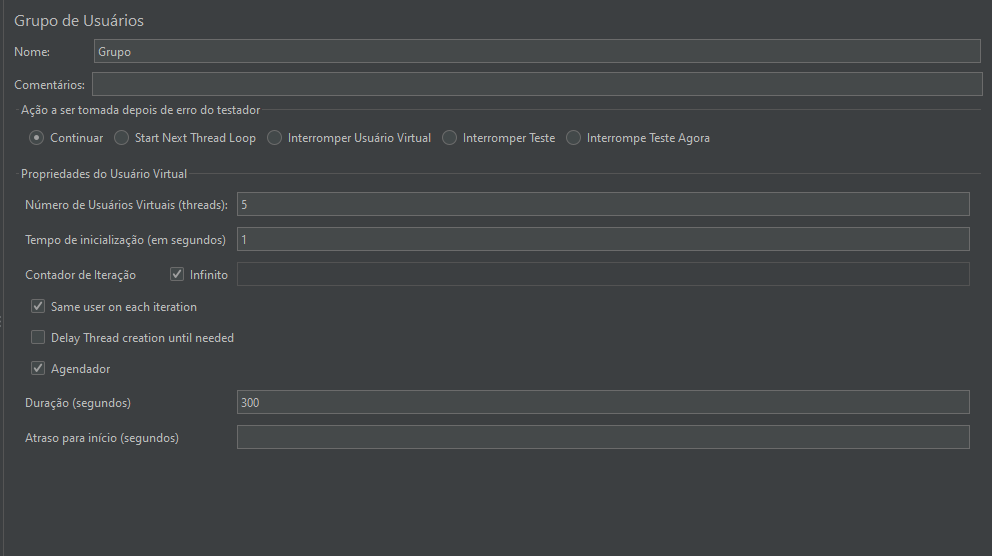 Grupo de Usuários
Nome: Grupo
Comentários:
Ação a ser tomada depois de erro do testador
Continuar Start Next Thread Loop Interromper Usuário Virtual Interromper Teste Interrompe Teste Agora
Propriedades do Usuário Virtual
Número de Usuários Virtuais (threads): 5
Tempo de inicialização (em segundos) 1
Contador de Iteração Infinito
Same user on each iteration
Delay Thread creation until needed
Agendador
Duração (segundos) 300
Atraso para início (segundos)